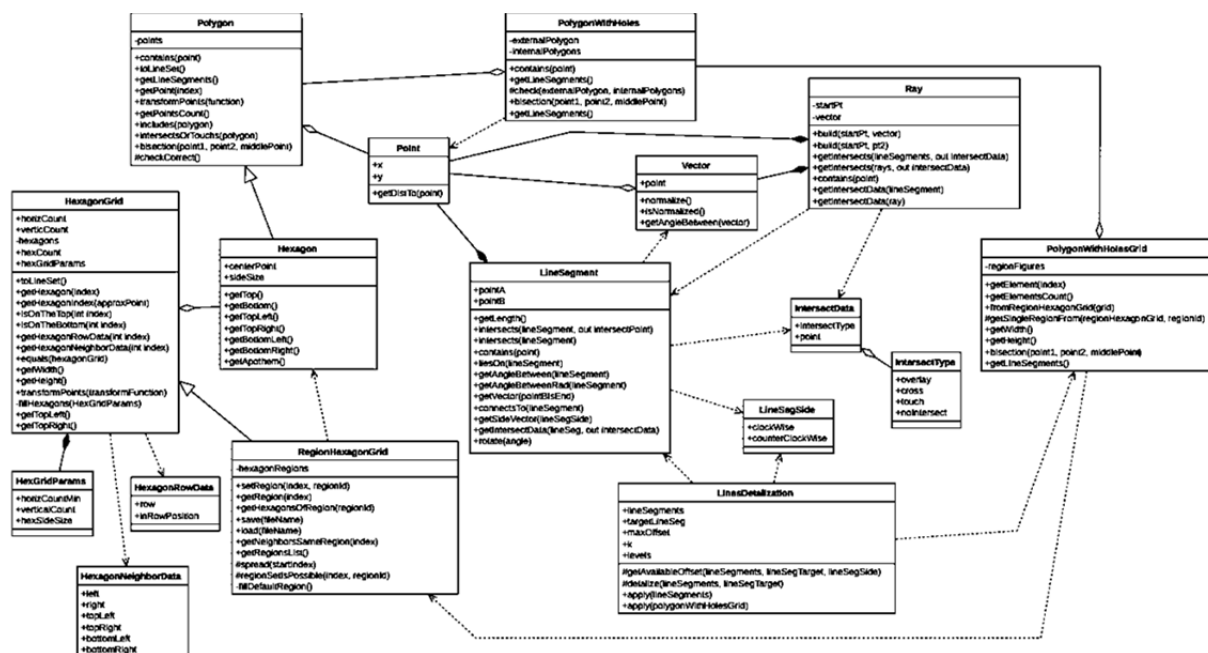 Polygon
-points
+contains(point)
+toLineSet()
+getLineSegments()
+getPoint(index)
+transformPoints(function)
+getPointsCount()
+includes(polygon)
+intersectsOrTouchs(polygon)
+bisection(point1, point2, middlePoint)
#checkCorrect()
PolygonWithHoles
-externalPolygon
-internalPolygons
+contains(point)
+getLineSegments()
#check(externalPolygon, internalPolygons)
+bisection(point1, point2, middlePoint)
+getLineSegments()
Ray
-startPt
-vector
+build(startPt, vector)
+build(startPt, pt2)
+getIntersects(lineSegments, out intersectData)
+getIntersects(rays, out intersectData)
+contains(point)
+getIntersectData(lineSegment)
+getIntersectData(ray)
Point
+x
+y
+getDistTo(point)
Vector
+point
+normalize()
+isNormalized()
+getAngleBetween(vector)
HexagonGrid
+horizCount
+verticCount
-hexagons
+hexCount
+hexGridParams
+toLineSet()
+getHexagon(index)
+getHexagonIndex(approxPoint)
+isOnTheTop(int index)
+isOnTheBottom(int index)
+getHexagonRowData(int index)
+getHexagonNeighborData(int index)
+equals(hexagonGrid)
+getWidth()
+getHeight()
+transformPoints(transformFunction)
-fillHexagons(HexGridParams)
+getTopLeft()
+getTopRight()
Hexagon
+centerPoint
+sideSize
+getTop()
+getBottom()
+getTopLeft()
+getTopRight()
+getBottomLeft()
+getBottomRight()
+getApothem()
LineSegment
+pointA
+pointB
+getLength()
+intersects(lineSegment, out intersectPoint)
+intersects(lineSegment)
+contains(point)
+liesOn(lineSegment)
+getAngleBetween(lineSegment)
+getAngleBetweenRad(lineSegment)
+getVector(pointBIsEnd)
+connectsTo(lineSegment)
+getSideVector(lineSegSide)
+getIntersectData(lineSeg, out intersectData)
+rotate(angle)
PolygonWithHolesGrid
-regionFigures
+getElement(index)
+getElementsCount()
+fromRegionHexagonGrid(grid)
#getSingleRegionFrom(regionHexagonGrid, regionId)
+getWidth()
+getHeight()
+bisection(point1, point2, middlePoint)
+getLineSegments()
IntersectData
+intersectType
+point
IntersectType
+overlay
+cross
+touch
+noIntersect
LineSegSide
+clockWise
+counterClockWise
HexGridParams
+horizCountMin
+verticalCount
+hexSideSize
HexagonRowData
+row
+inRowPosition
RegionHexagonGrid
-hexagonRegions
+setRegion(index, regionId)
+getRegion(index)
+getHexagonsOfRegion(regionId)
+save(fileName)
+load(fileName)
+getNeighborsSameRegion(index)
+getRegionsList()
#spread(startIndex)
#regionSetIsPossible(index, regionId)
-fillDefaultRegion()
LinesDetalization
+lineSegments
+targetLineSeg
+maxOffset
+k
+levels
#getAvailableOffset(lineSegments, lineSegTarget, lineSegSide)
#detalize(lineSegments, lineSegTarget)
+apply(lineSegments)
+apply(polygonWithHolesGrid)
HexagonNeighborData
+left
+right
+topLeft
+topRight
+bottomLeft
+bottomRight